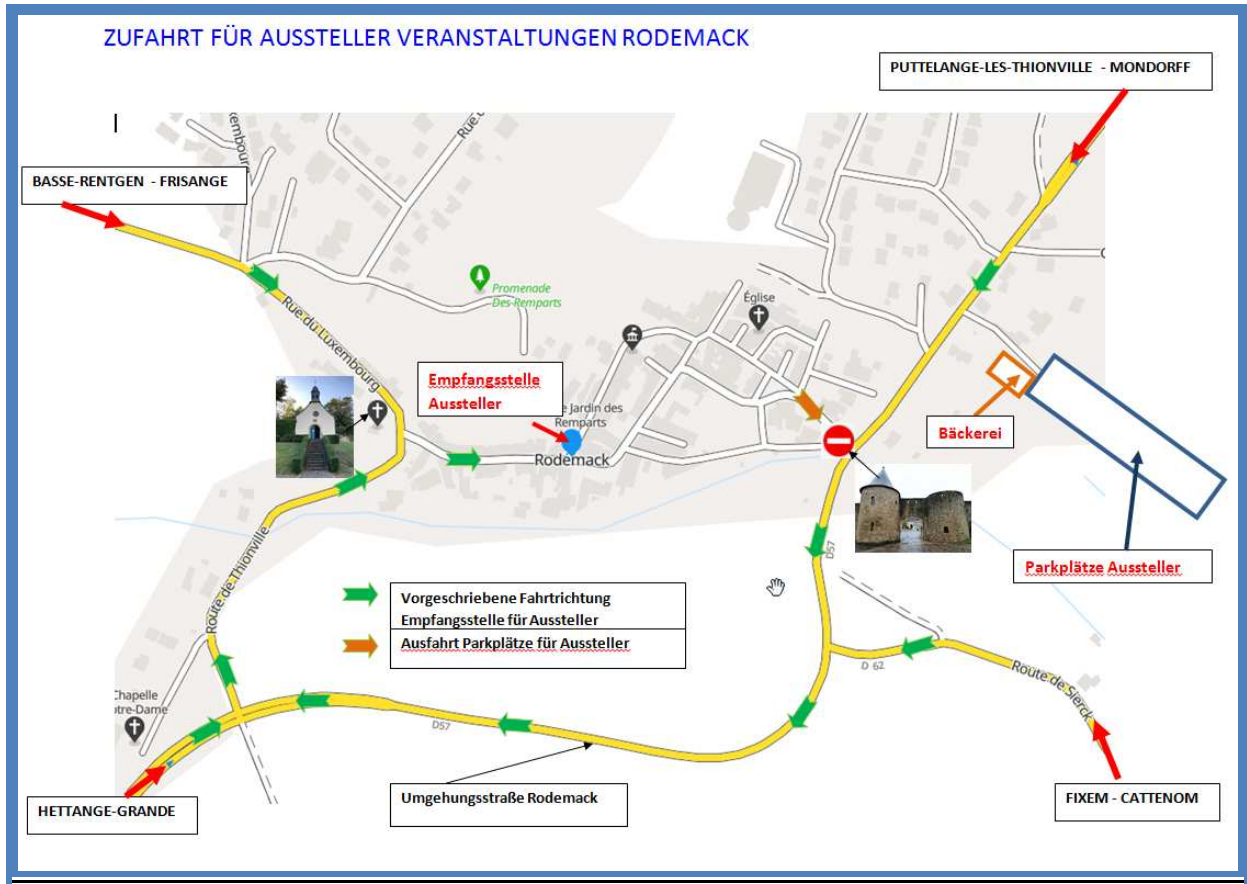 ZUFAHRT FÜR AUSSTELLER VERANSTALTUNGEN RODEMACK
PUTTELANGE-LES-THIONVILLE - MONDORFF
BASSE-RENTGEN - FRISANGE
Rue du Luxembourg
Promenade
Des Remparts
Église
Empfangsstelle
Aussteller
Jardin des
Remparts
Rodemack
Bäckerei
Parkplätze Aussteller
Route de Thionville
D57
Vorgeschriebene Fahrtrichtung
Empfangsstelle für Aussteller
Ausfahrt Parkplätze für Aussteller
D 62
Route de Sierck
Chapelle
tre-Dame
D57
Umgehungsstraße Rodemack
HETTANGE-GRANDE
FIXEM - CATTENOM